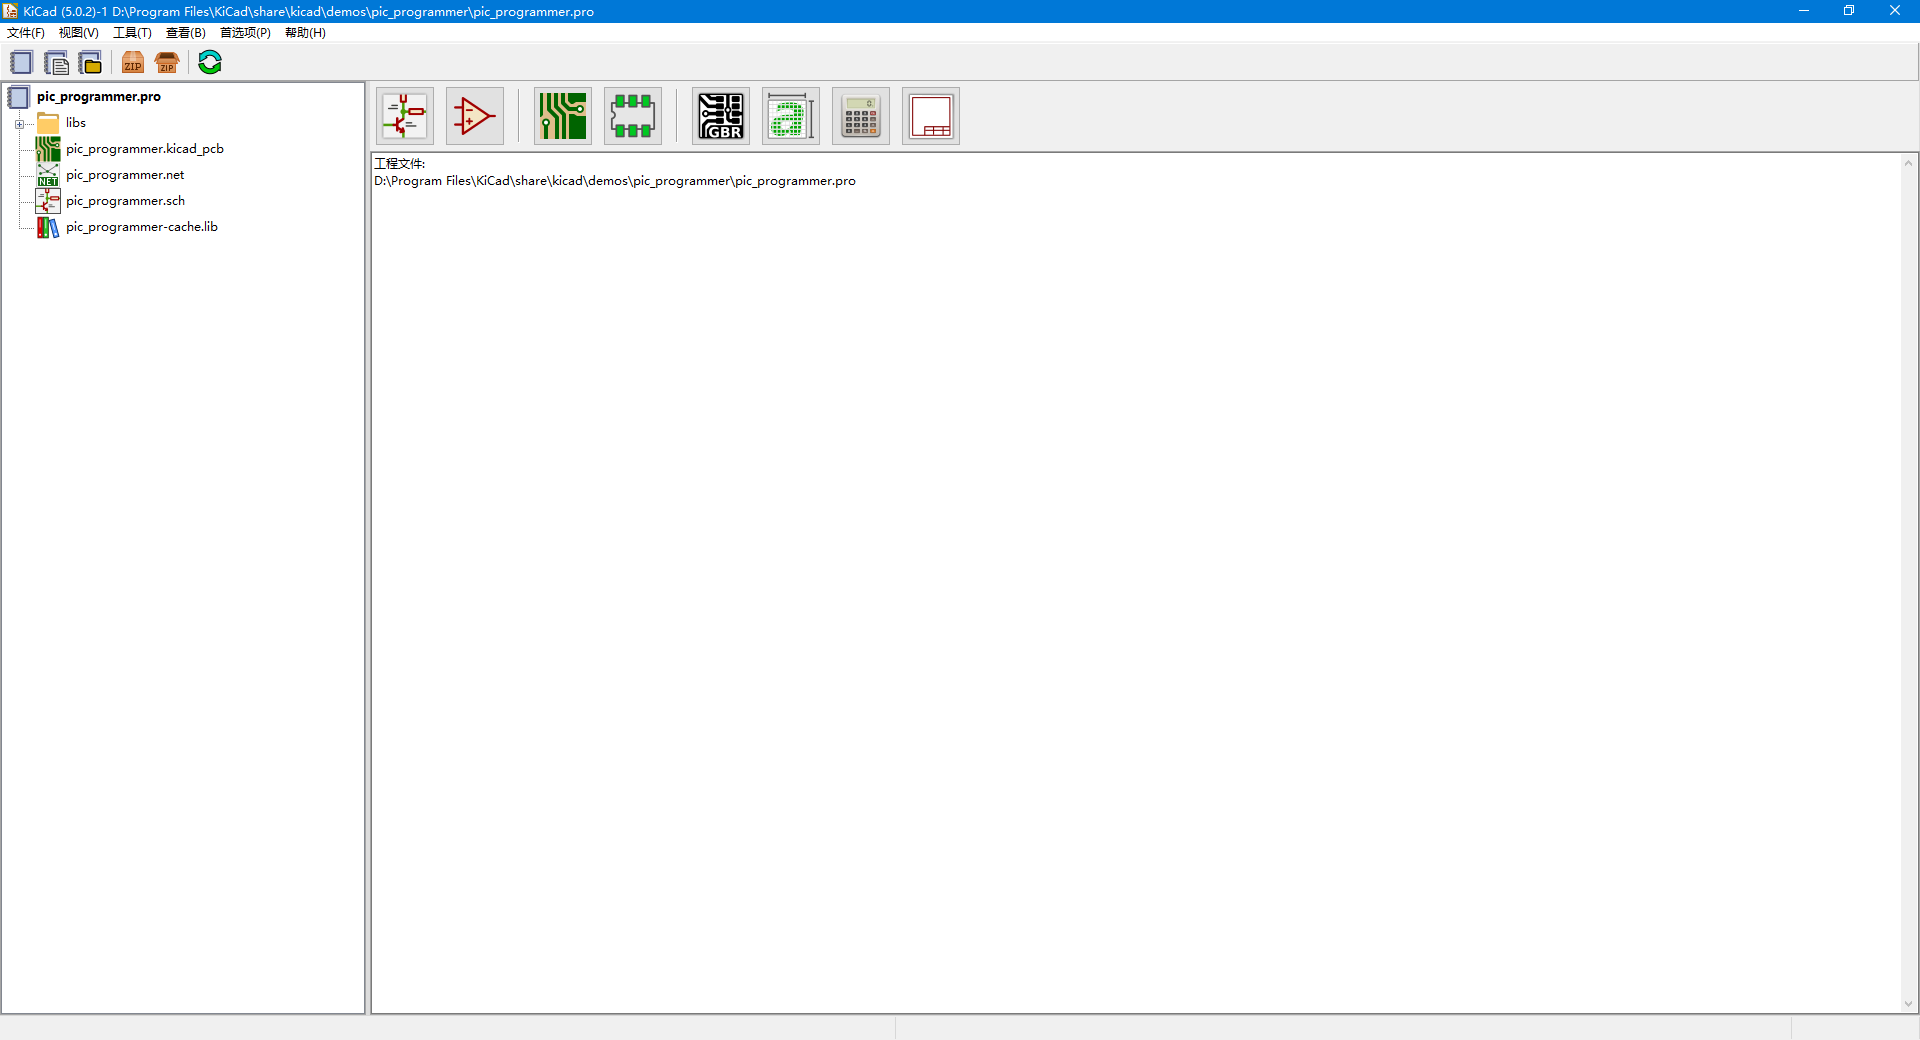 KiCad (5.0.2)-1 D:\Program Files\KiCad\share\kicad\demos\pic_programmer\pic_programmer.pro
文件(F) 视图(V) 工具(T) 查看(B) 首选项(P) 帮助(H)
ZIP ZIP
pic_programmer.pro
libs
pic_programmer.kicad_pcb
NET pic_programmer.net
pic_programmer.sch
pic_programmer-cache.lib
GBR a 0.
工程文件:
D:\Program Files\KiCad\share\kicad\demos\pic_programmer\pic_programmer.pro